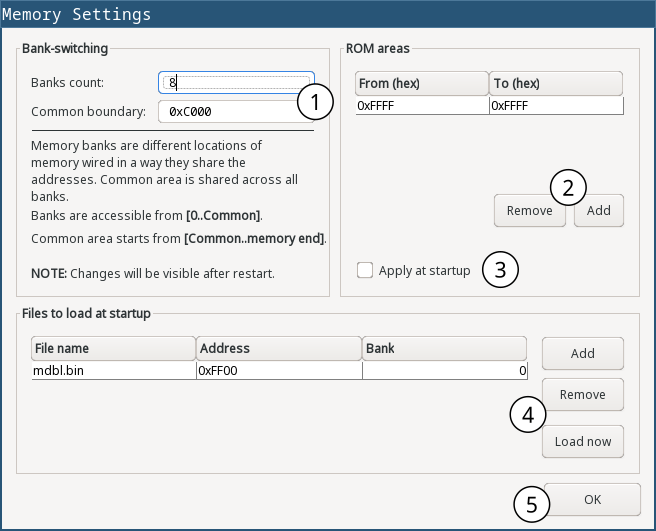 Memory Settings
Bank-switching
Banks count:
8
Common boundary:
0xC000
1
Memory banks are different locations of
memory wired in a way they share the
addresses. Common area is shared across all
banks.
Banks are accessible from [0..Common].
Common area starts from [Common..memory end].
NOTE: Changes will be visible after restart.
ROM areas
From (hex) To (hex)
0xFFFF 0xFFFF
2
Remove Add
Apply at startup
3
Files to load at startup
File name Address Bank
mdbl.bin 0xFF00 0
Add
Remove
4
Load now
5
OK